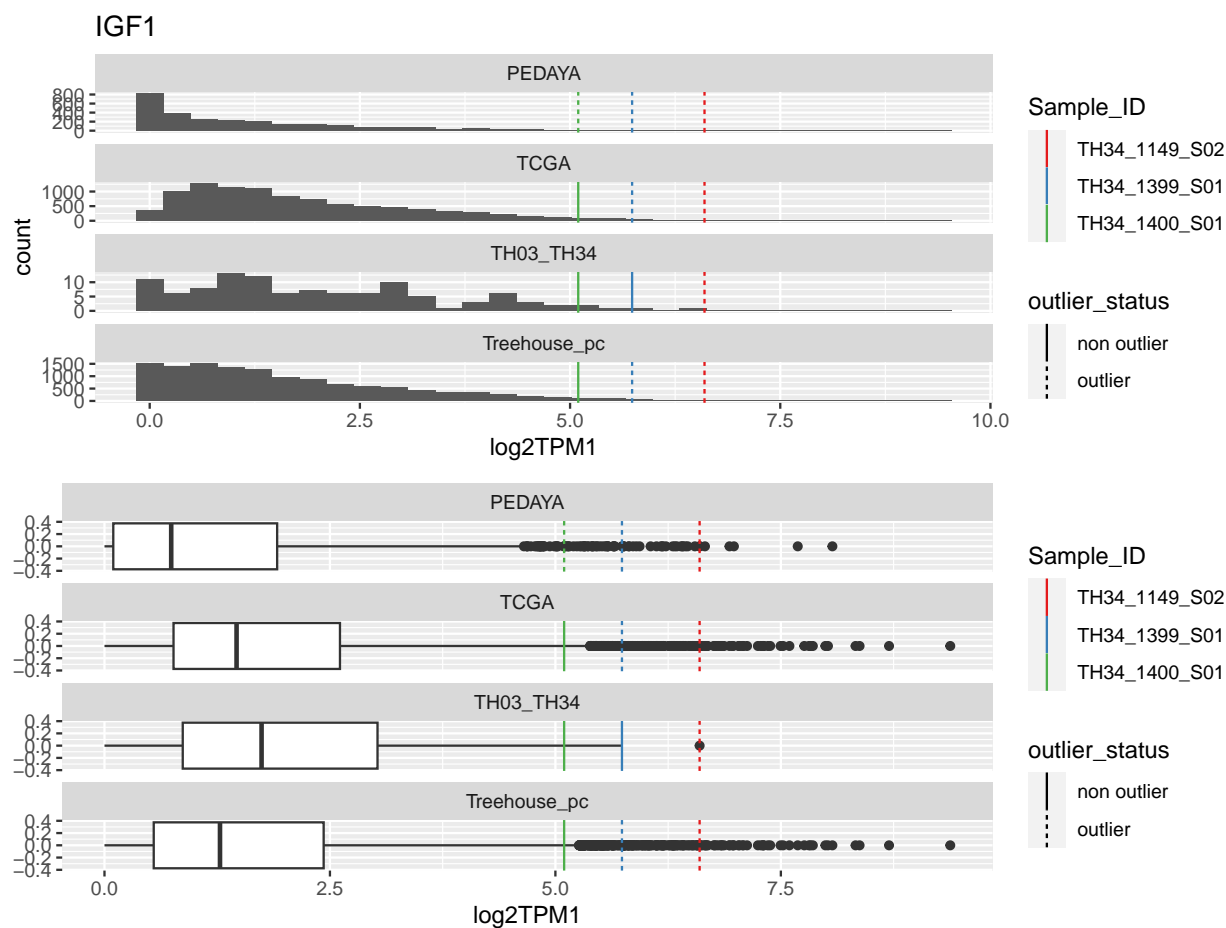 IGF1
PEDAYA
800
600
400
200
0
TCGA
1000
500
0
TH03_TH34
10
5
0
Treehouse_pc
1500
1000
500
0
0.0 2.5 5.0 7.5 10.0
log2TPM1
count
Sample_ID
TH34_1149_S02
TH34_1399_S01
TH34_1400_S01
outlier_status
non outlier
outlier
PEDAYA
0.4
0.2
0.0
−0.2
−0.4
TCGA
0.4
0.2
0.0
−0.2
−0.4
TH03_TH34
0.4
0.2
0.0
−0.2
−0.4
Treehouse_pc
0.4
0.2
0.0
−0.2
−0.4
0.0 2.5 5.0 7.5
log2TPM1
Sample_ID
TH34_1149_S02
TH34_1399_S01
TH34_1400_S01
outlier_status
non outlier
outlier